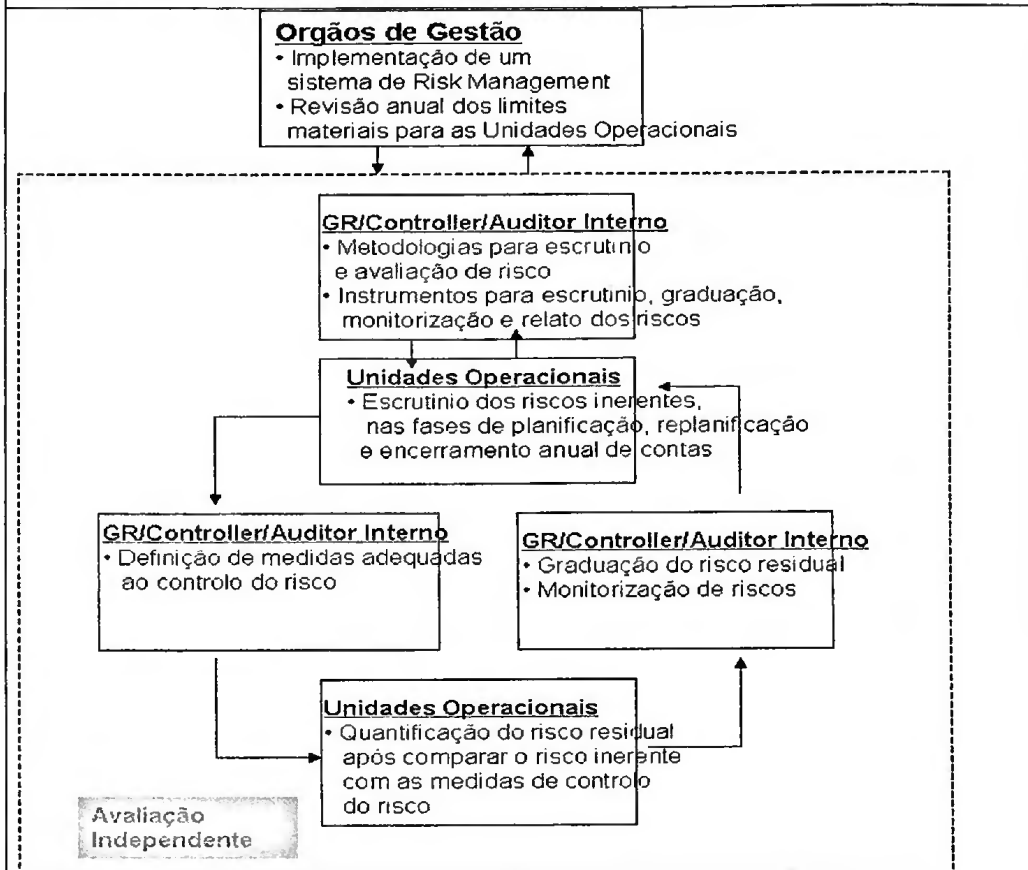 Orgãos de Gestão
• Implementação de um
sistema de Risk Management
• Revisão anual dos limites
materiais para as Unidades Operacionais
GR/Controller/Auditor Interno
• Metodologias para escrutinio
e avaliação de risco
• Instrumentos para escrutinio, graduação,
monitorização e relato dos riscos
Unidades Operacionais
• Escrutinio dos riscos inerentes,
nas fases de planificação, replanificação
e encerramento anual de contas
GR/Controller/Auditor Interno
• Definição de medidas adequadas
ao controlo do risco
GR/Controller/Auditor Interno
• Graduação do risco residual
• Monitorização de riscos
Unidades Operacionais
• Quantificação do risco residual
após comparar o risco inerente
com as medidas de controlo
do risco
Avaliação
Independente